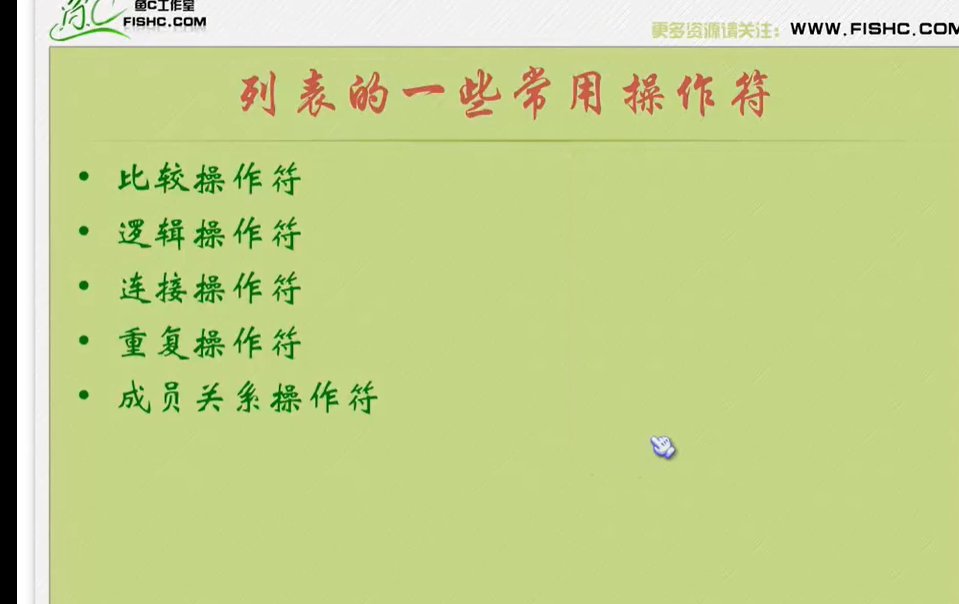 鱼C工作室
FISHC.COM
更多资源请关注：WWW.FISHC.COM
列表的一些常用操作符
• 比较操作符
• 逻辑操作符
• 连接操作符
• 重复操作符
• 成员关系操作符